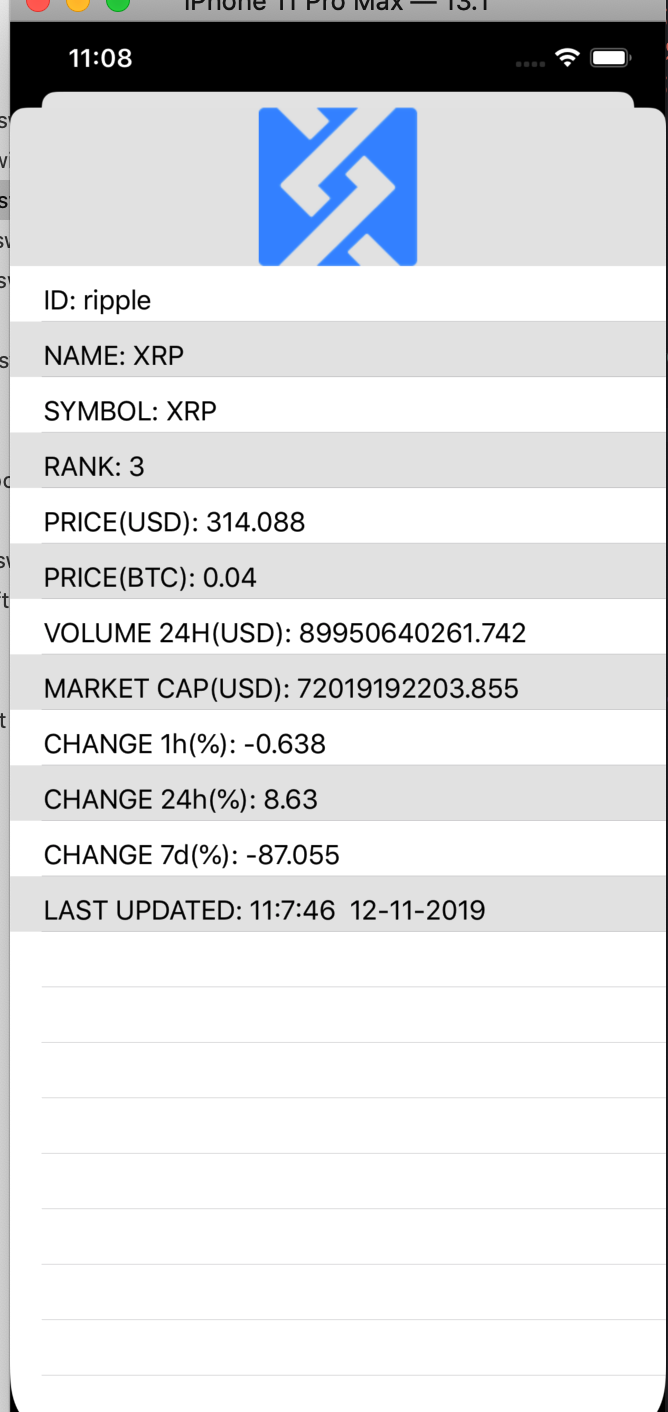 iPhone 11 Pro Max — 13.1
11:08
ID: ripple
NAME: XRP
SYMBOL: XRP
RANK: 3
PRICE(USD): 314.088
PRICE(BTC): 0.04
VOLUME 24H(USD): 89950640261.742
MARKET CAP(USD): 72019192203.855
CHANGE 1h(%): -0.638
CHANGE 24h(%): 8.63
CHANGE 7d(%): -87.055
LAST UPDATED: 11:7:46  12-11-2019